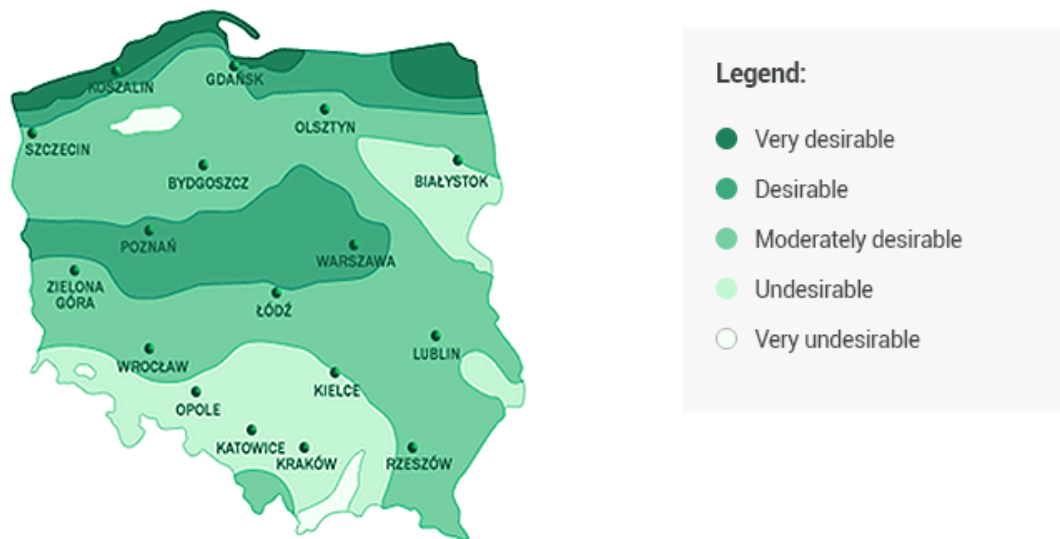 KOSZALIN
GDAŃSK
SZCZECIN
OLSZTYN
BYDGOSZCZ
BIAŁYSTOK
POZNAŃ
WARSZAWA
ZIELONA
GÓRA
ŁÓDŹ
WROCŁAW
LUBLIN
KIELCE
OPOLE
KATOWICE
KRAKÓW
RZESZÓW
Legend:
Very desirable
Desirable
Moderately desirable
Undesirable
Very undesirable